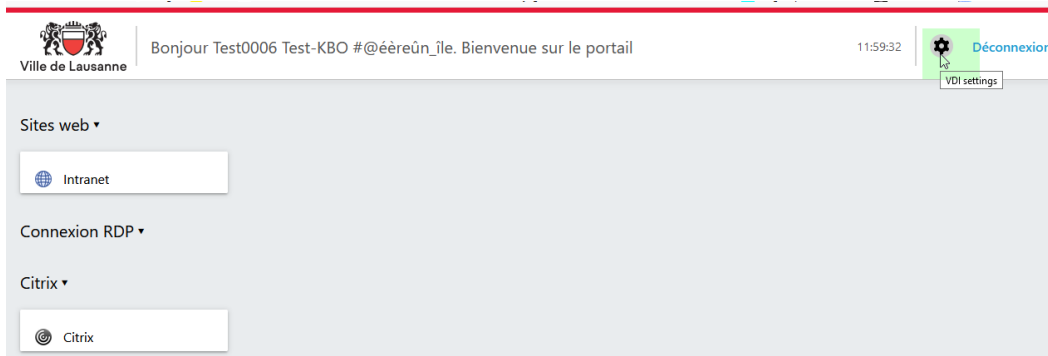 Bonjour Test0006 Test-KBO #@éèreûn_île. Bienvenue sur le portail
11:59:32
Déconnexion
Ville de Lausanne
VDI settings
Sites web
Intranet
Connexion RDP
Citrix
Citrix